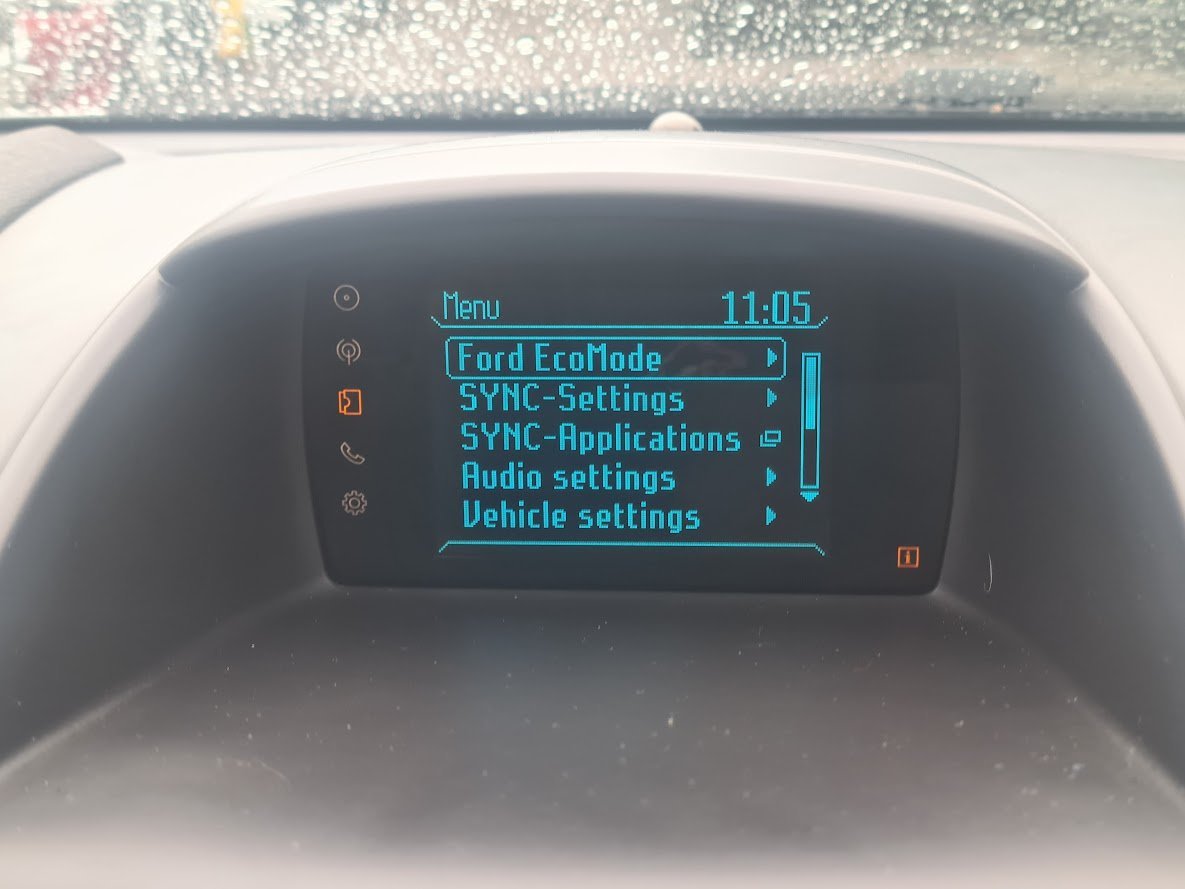 Menu 11:05
Ford EcoMode
SYNC-Settings
SYNC-Applications
Audio settings
Vehicle settings
i